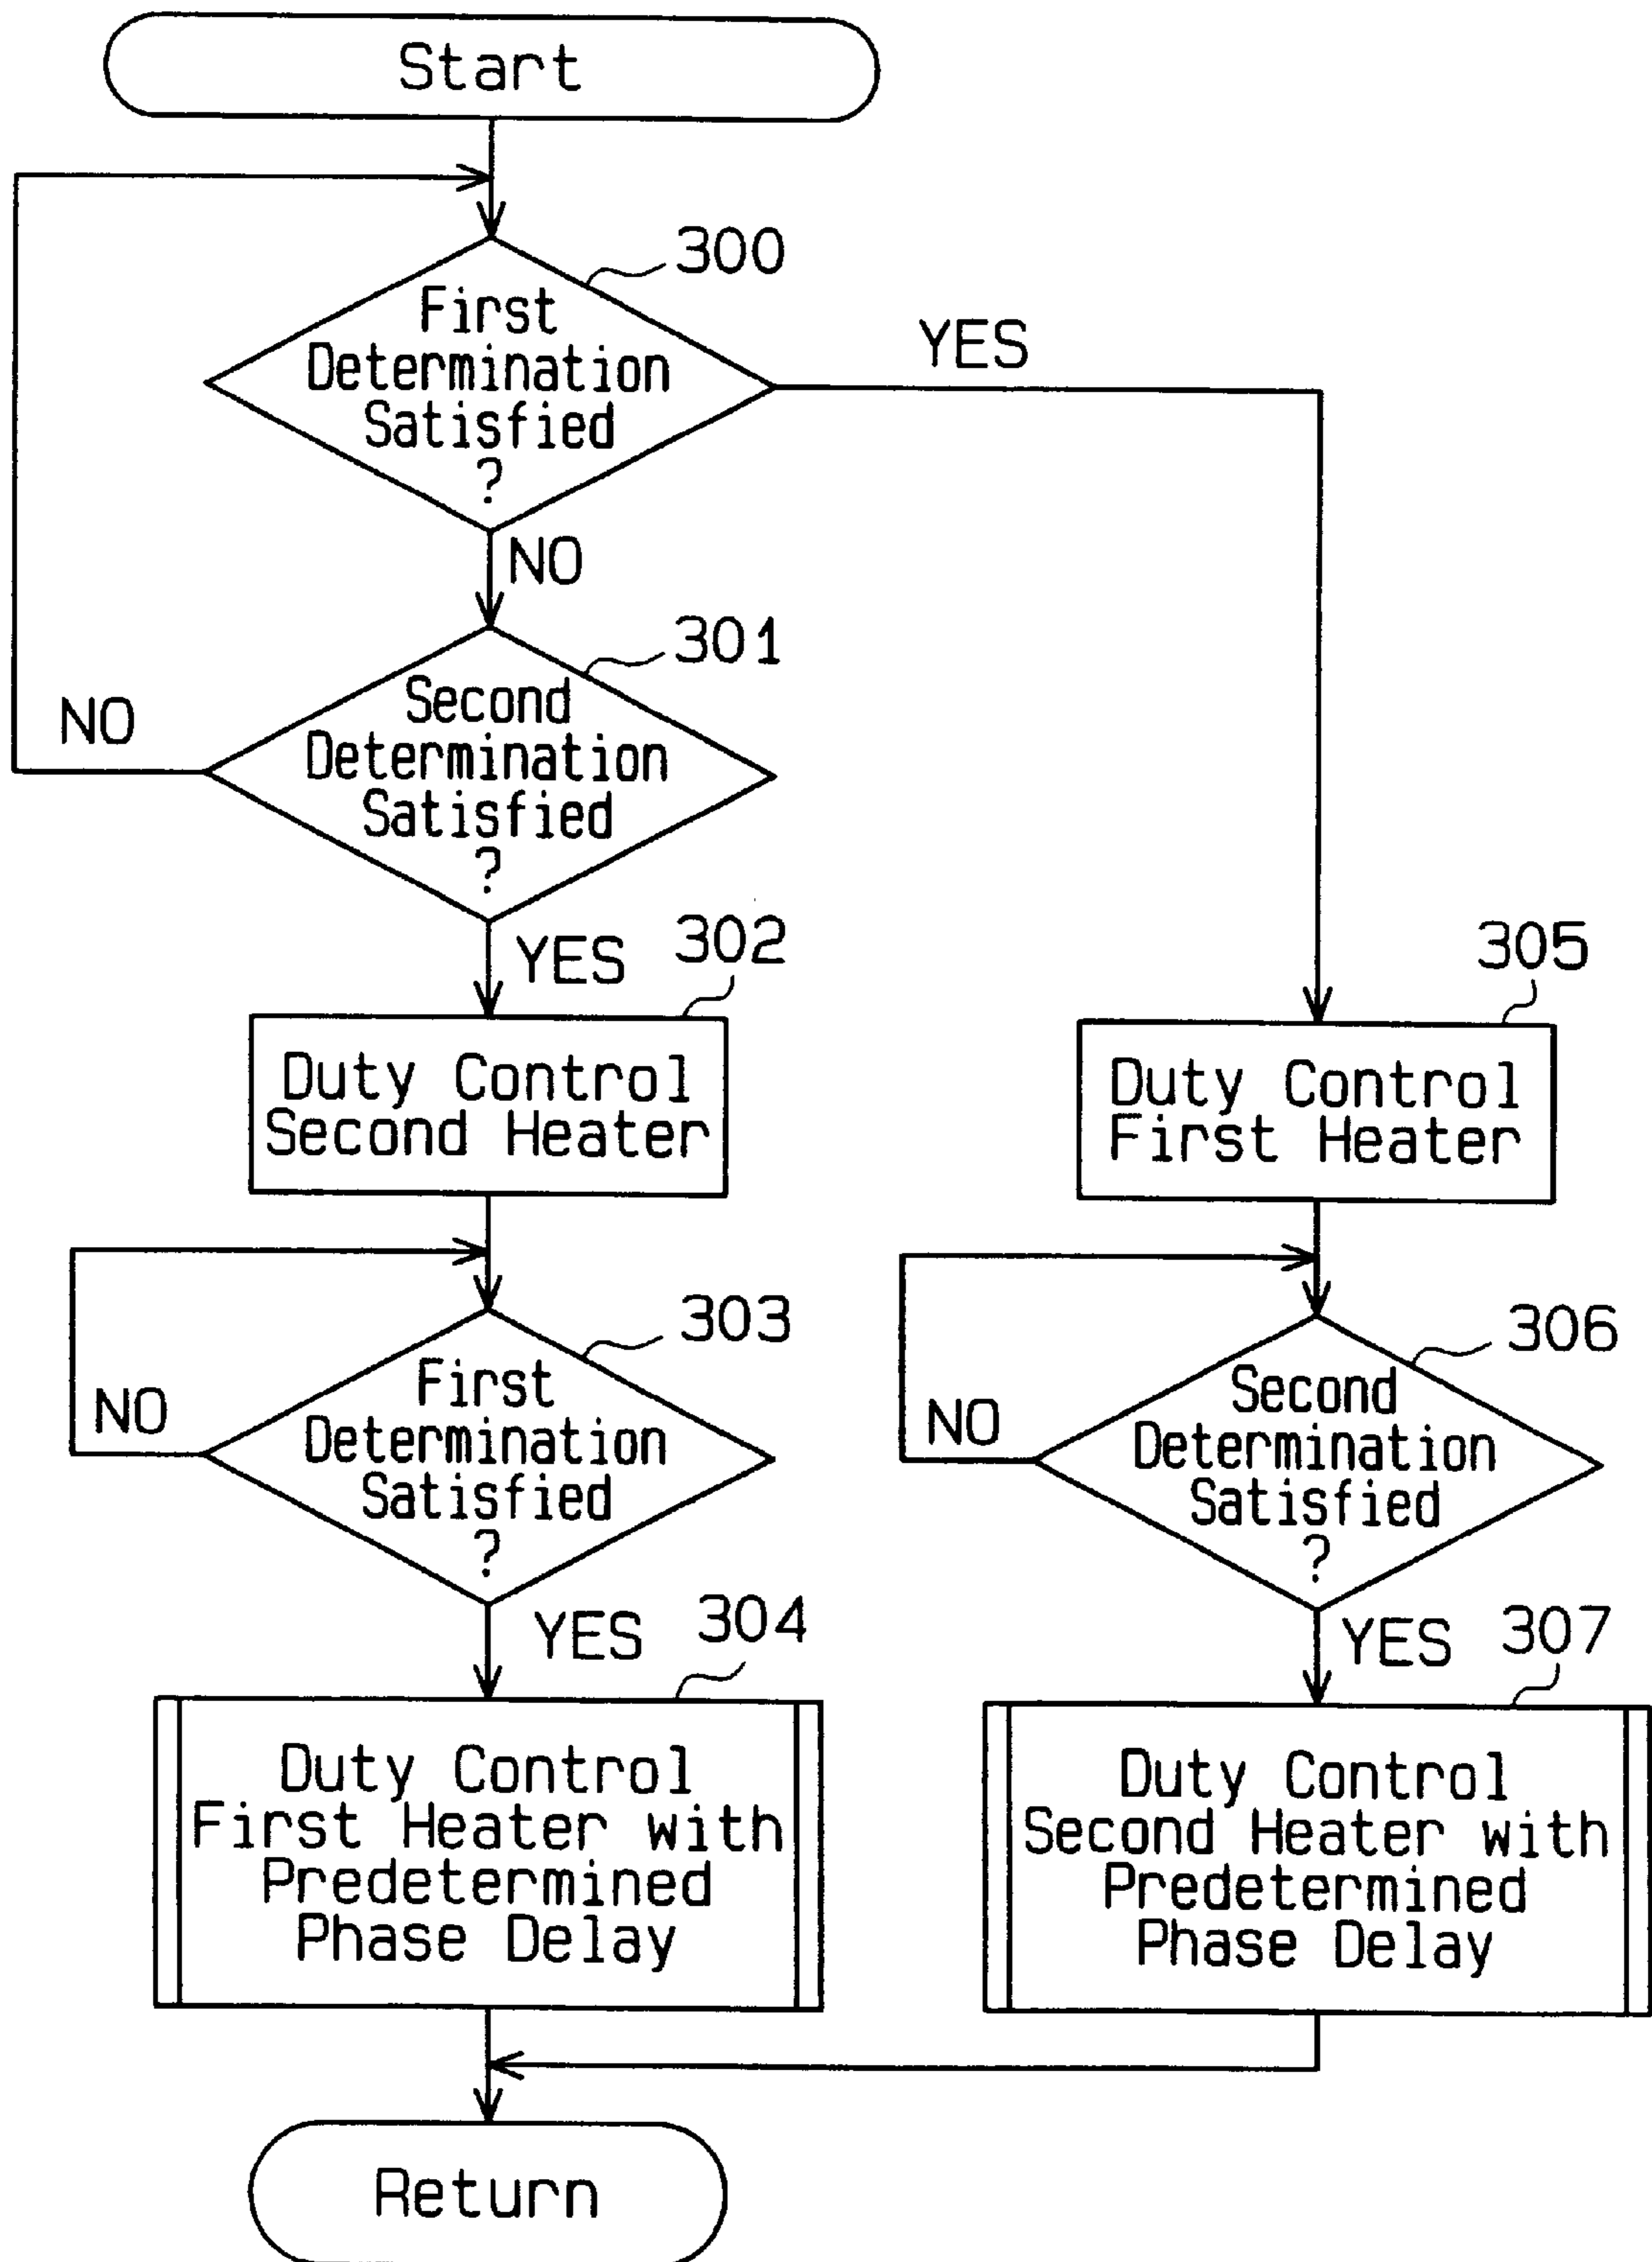 Start
300
First
Determination
Satisfied
?
YES
NO
301
Second
Determination
Satisfied
?
NO
YES
302
Duty Control
Second Heater
305
Duty Control
First Heater
303
First
Determination
Satisfied
?
NO
306
Second
Determination
Satisfied
?
NO
YES
304
Duty Control
First Heater with
Predetermined
Phase Delay
YES
307
Duty Control
Second Heater with
Predetermined
Phase Delay
Return